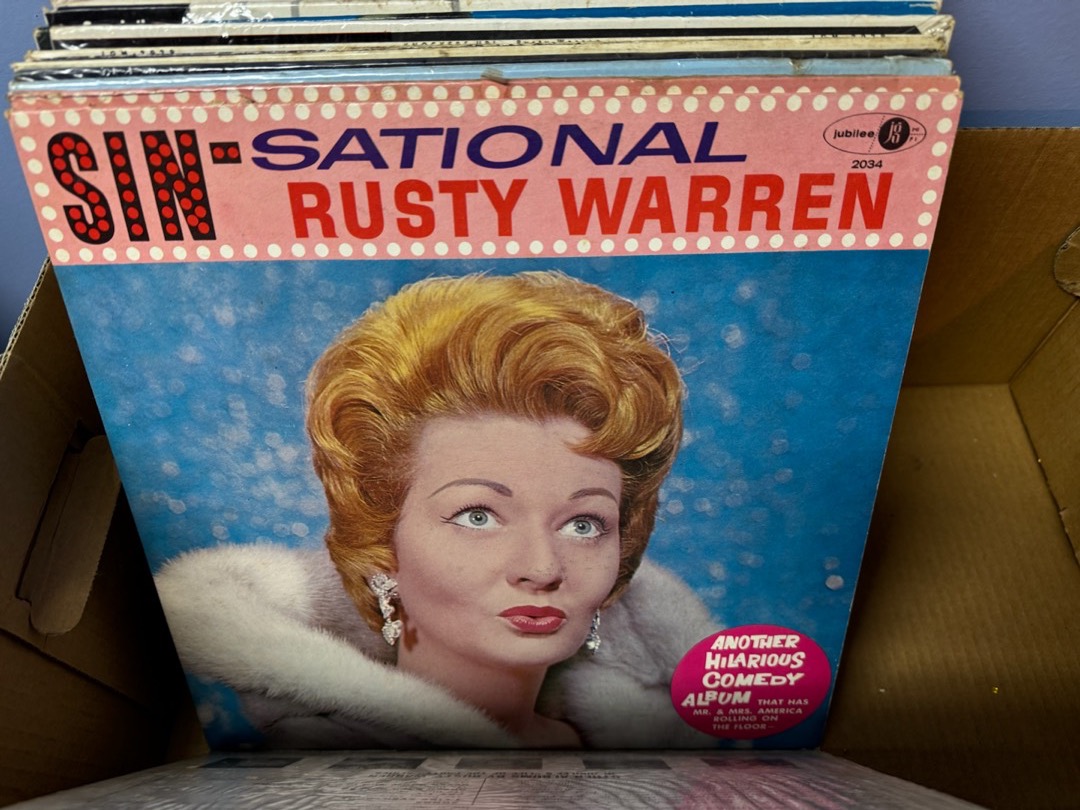 SIN-SATIONAL
RUSTY WARREN
jubilee
2034
ANOTHER
HILARIOUS
COMEDY
ALBUM THAT HAS
MR. & MRS. AMERICA
ROLLING ON
THE FLOOR—